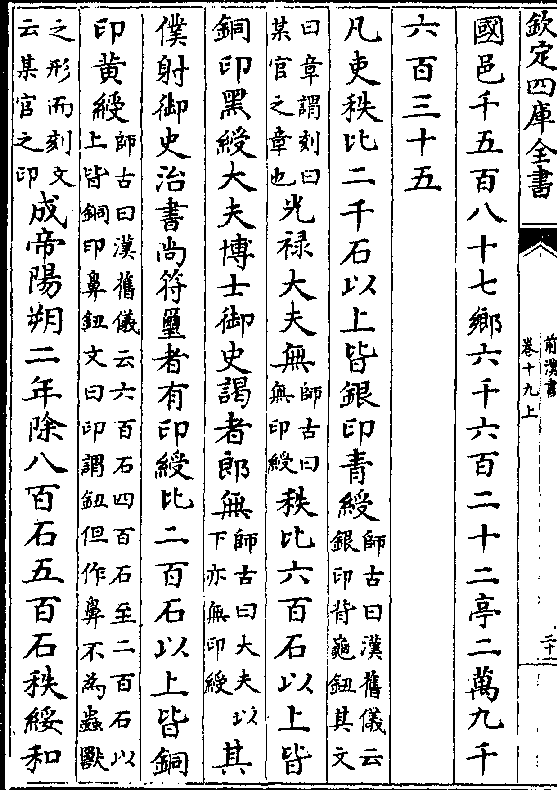 欽定四庫全書
前漢書
卷十九上
二十一
國邑千五百八十七鄉六千六百二十二亭二萬九千
六百三十五
凡吏秩比二千石以上皆銀印青綬師古曰漢舊儀云銀印背龜鈕其文
曰章謂刻曰某官之章也光祿大夫無師古曰無印綬秩比六百石以上皆
銅印黑綬大夫博士御史謁者郎無師古曰大夫以下亦無印綬其
僕射御史治書尚符璽者有印綬比二百石以上皆銅
印黃綬師古曰漢舊儀云六百石四百石至二百石以上皆銅印鼻鈕文曰印謂鈕但作鼻不為蟲獸
之形而刻文云某官之印成帝陽朔二年除八百石五百石秩綏和